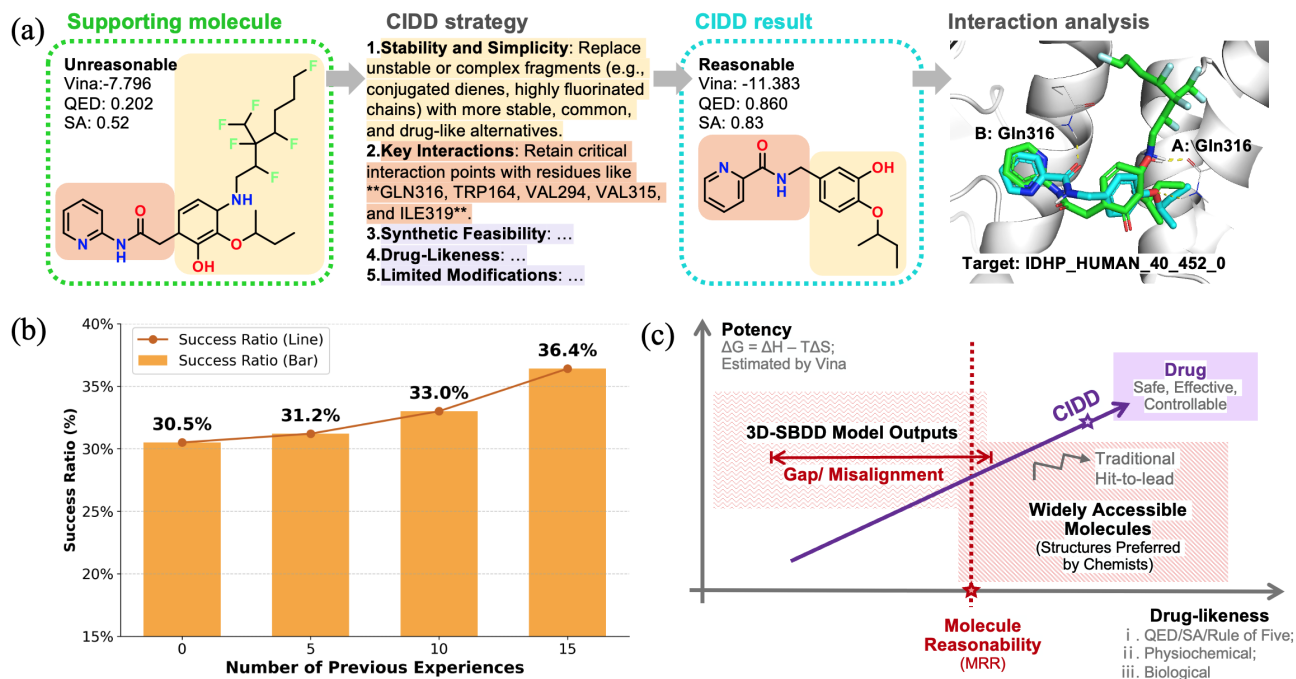 (a)
Supporting molecule
CIDD strategy
CIDD result
Interaction analysis
Unreasonable
Vina:-7.796
QED: 0.202
SA: 0.52
F
F
F
F
F
F
NH
O
O
N
N
H
OH
1.Stability and Simplicity: Replace
unstable or complex fragments (e.g.,
conjugated dienes, highly fluorinated
chains) with more stable, common,
and drug-like alternatives.
2.Key Interactions: Retain critical
interaction points with residues like
**GLN316, TRP164, VAL294, VAL315,
and ILE319**.
3.Synthetic Feasibility: ...
4.Drug-Likeness: ...
5.Limited Modifications: ...
Reasonable
Vina: -11.383
QED: 0.860
SA: 0.83
O
OH
N
N
H
O
B: Gln316
A: Gln316
Target: IDHP_HUMAN_40_452_0
(b)
40%
35%
30%
25%
20%
15%
Success Ratio (%)
Success Ratio (Line)
Success Ratio (Bar)
30.5%
31.2%
33.0%
36.4%
0
5
10
15
Number of Previous Experiences
(c)
Potency
ΔG = ΔH – TΔS;
Estimated by Vina
3D-SBDD Model Outputs
Gap/ Misalignment
CIDD
Drug
Safe, Effective,
Controllable
Traditional
Hit-to-lead
Widely Accessible
Molecules
(Structures Preferred
by Chemists)
Molecule
Reasonability
(MRR)
Drug-likeness
i. QED/SA/Rule of Five;
ii. Physiochemical;
iii. Biological